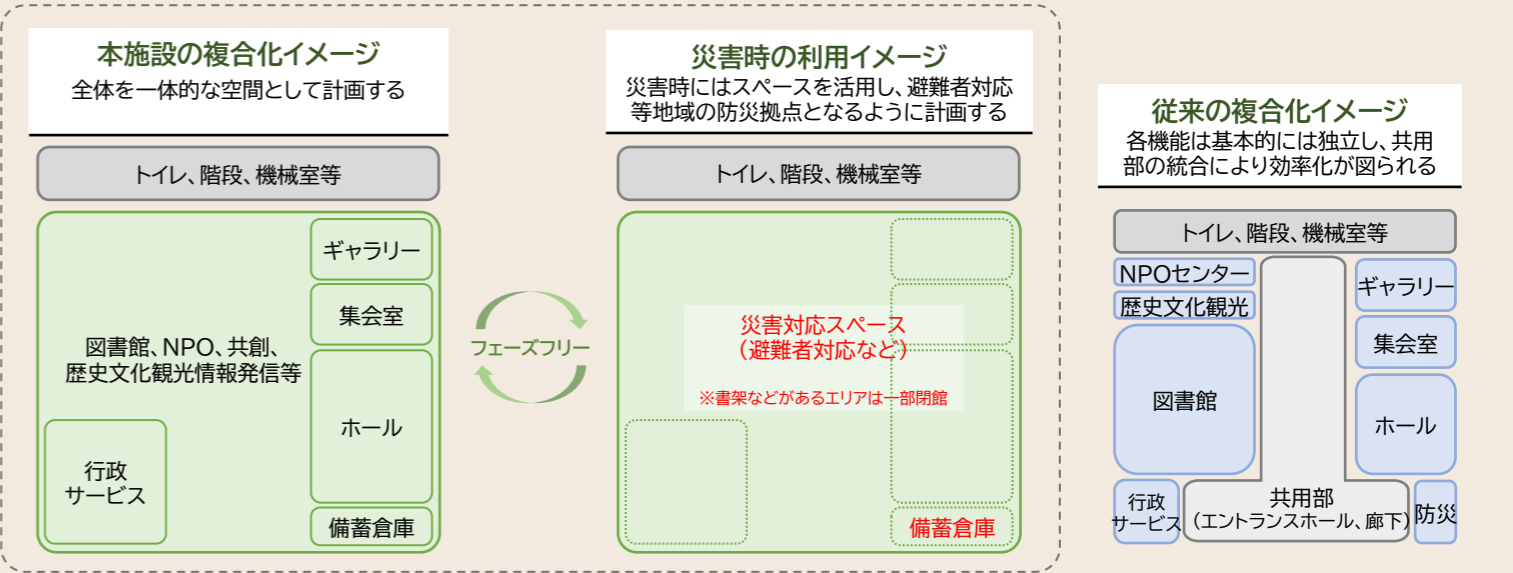 本施設の複合化イメージ
全体を一体的な空間として計画する
トイレ、階段、機械室等
ギャラリー
集会室
図書館、NPO、共創、
歴史文化観光情報発信等
ホール
行政
サービス
備蓄倉庫
フェーズフリー
災害時の利用イメージ
災害時にはスペースを活用し、避難者対応
等地域の防災拠点となるように計画する
トイレ、階段、機械室等
災害対応スペース
（避難者対応など）
※書架などがあるエリアは一部閉館
備蓄倉庫
従来の複合化イメージ
各機能は基本的には独立し、共用
部の統合により効率化が図られる
トイレ、階段、機械室等
NPOセンター
歴史文化観光
図書館
行政
サービス
共用部
（エントランスホール、廊下）
ギャラリー
集会室
ホール
防災